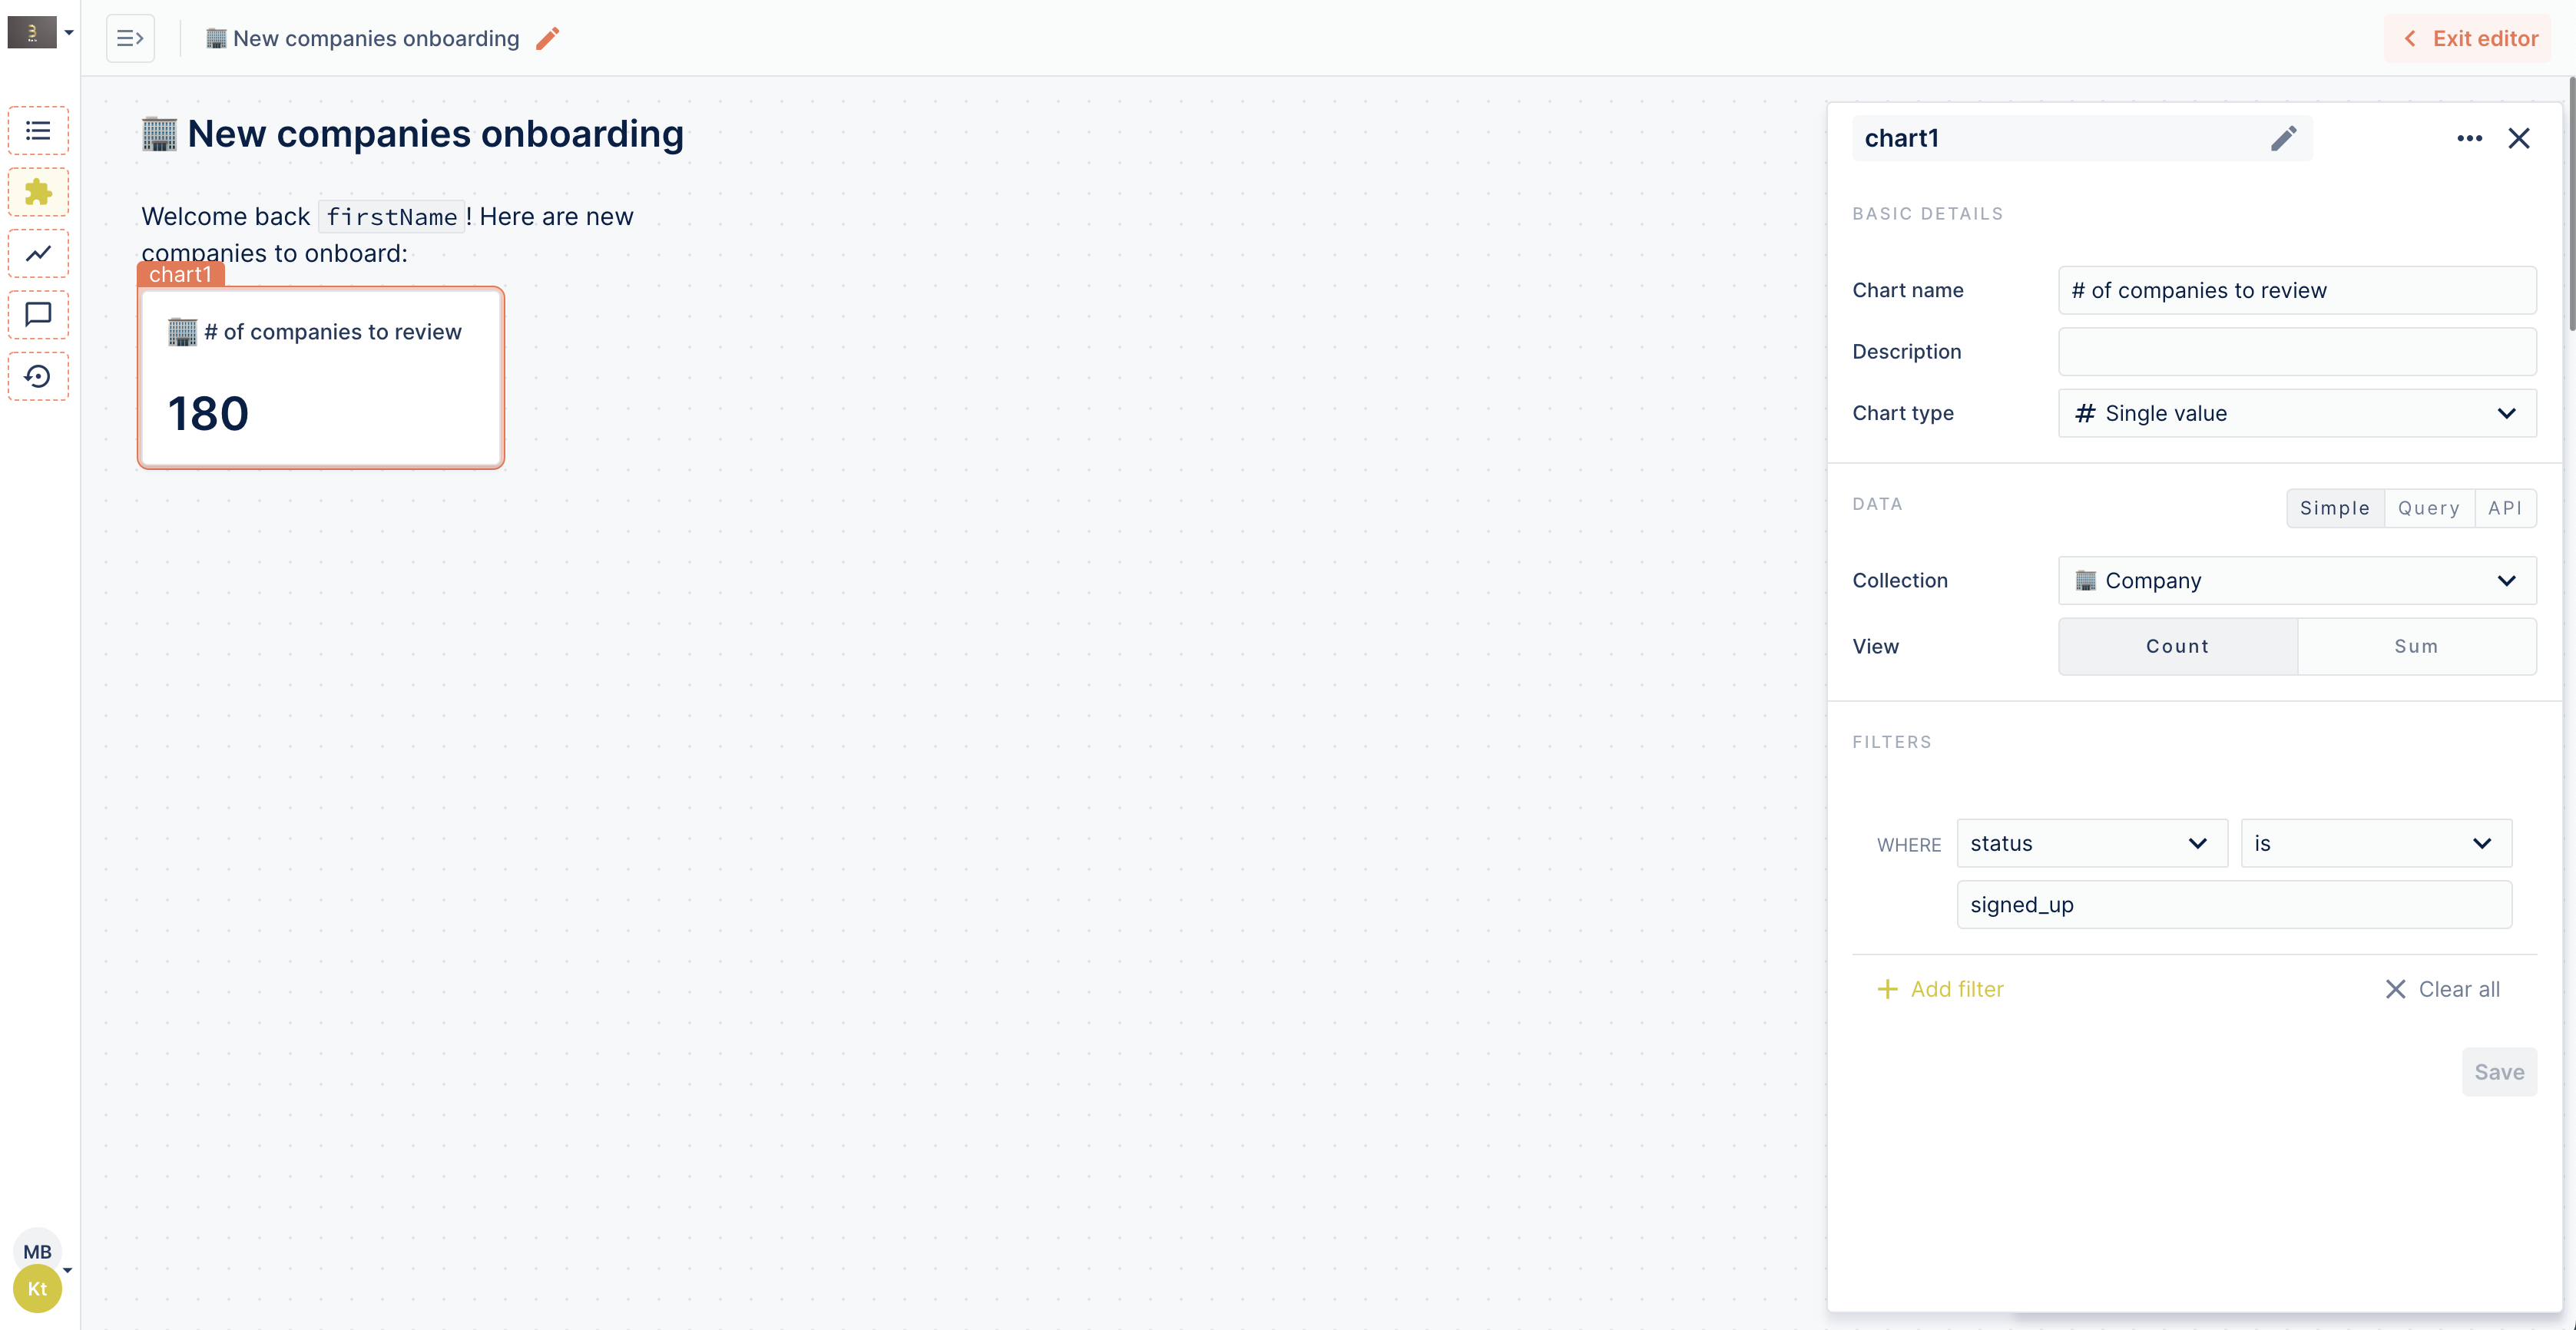 New companies onboarding
Exit editor
New companies onboarding
Welcome back firstName! Here are new
companies to onboard:
chart1
# of companies to review
180
chart1
BASIC DETAILS
Chart name # of companies to review
Description
Chart type # Single value
DATA Simple Query API
Collection Company
View Count Sum
FILTERS
WHERE status is
signed_up
Add filter Clear all
Save
MB
Kt